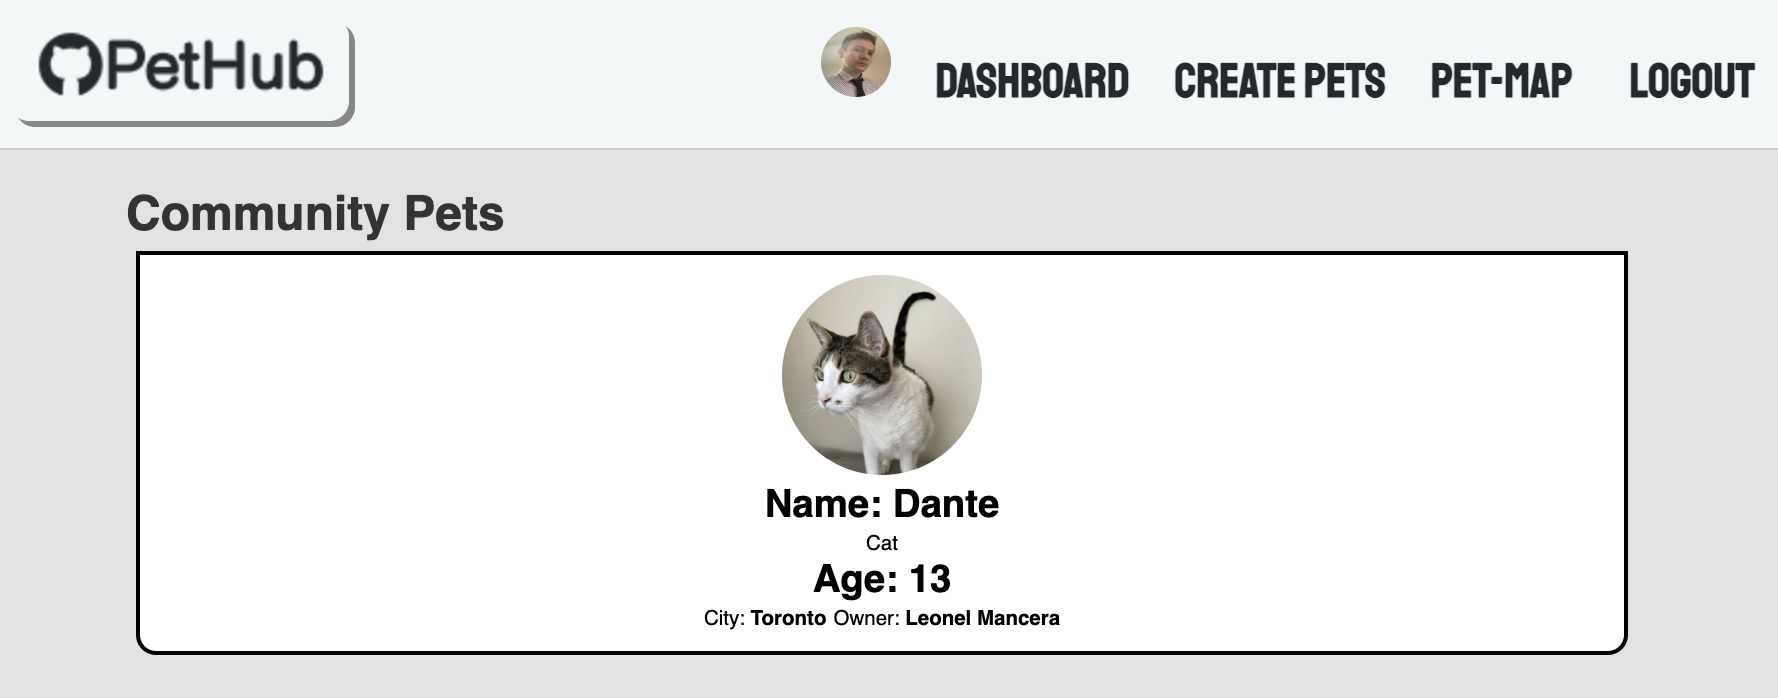 PetHub
DASHBOARD CREATE PETS PET-MAP LOGOUT
Community Pets
Name: Dante
Cat
Age: 13
City: Toronto Owner: Leonel Mancera